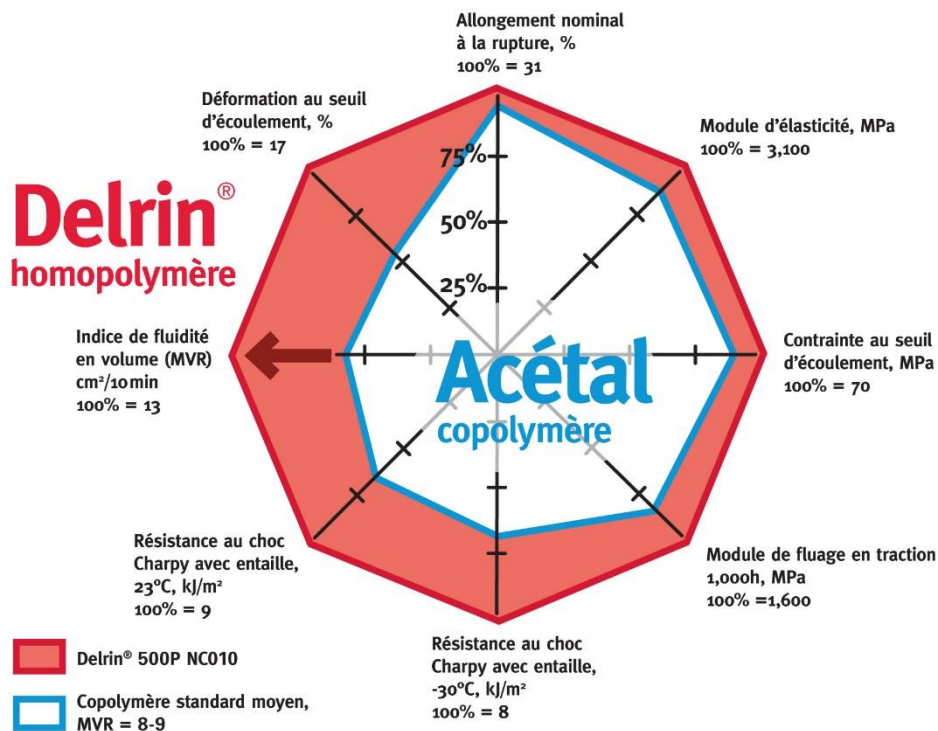 Allongement nominal
à la rupture, %
100% = 31
Déformation au seuil
d'écoulement, %
100% = 17
Module d'élasticité, MPa
100% = 3,100
75%
50%
25%
Delrin®
homopolymère
Indice de fluidité
en volume (MVR)
cm²/10min
100% = 13
Acétal
copolymère
Contrainte au seuil
d'écoulement, MPa
100% = 70
Résistance au choc
Charpy avec entaille,
23°C, kJ/m²
100% = 9
Module de fluage en traction
1,000h, MPa
100% =1,600
Résistance au choc
Charpy avec entaille,
-30°C, kJ/m²
100% = 8
Delrin® 500P NC010
Copolymère standard moyen,
MVR = 8-9